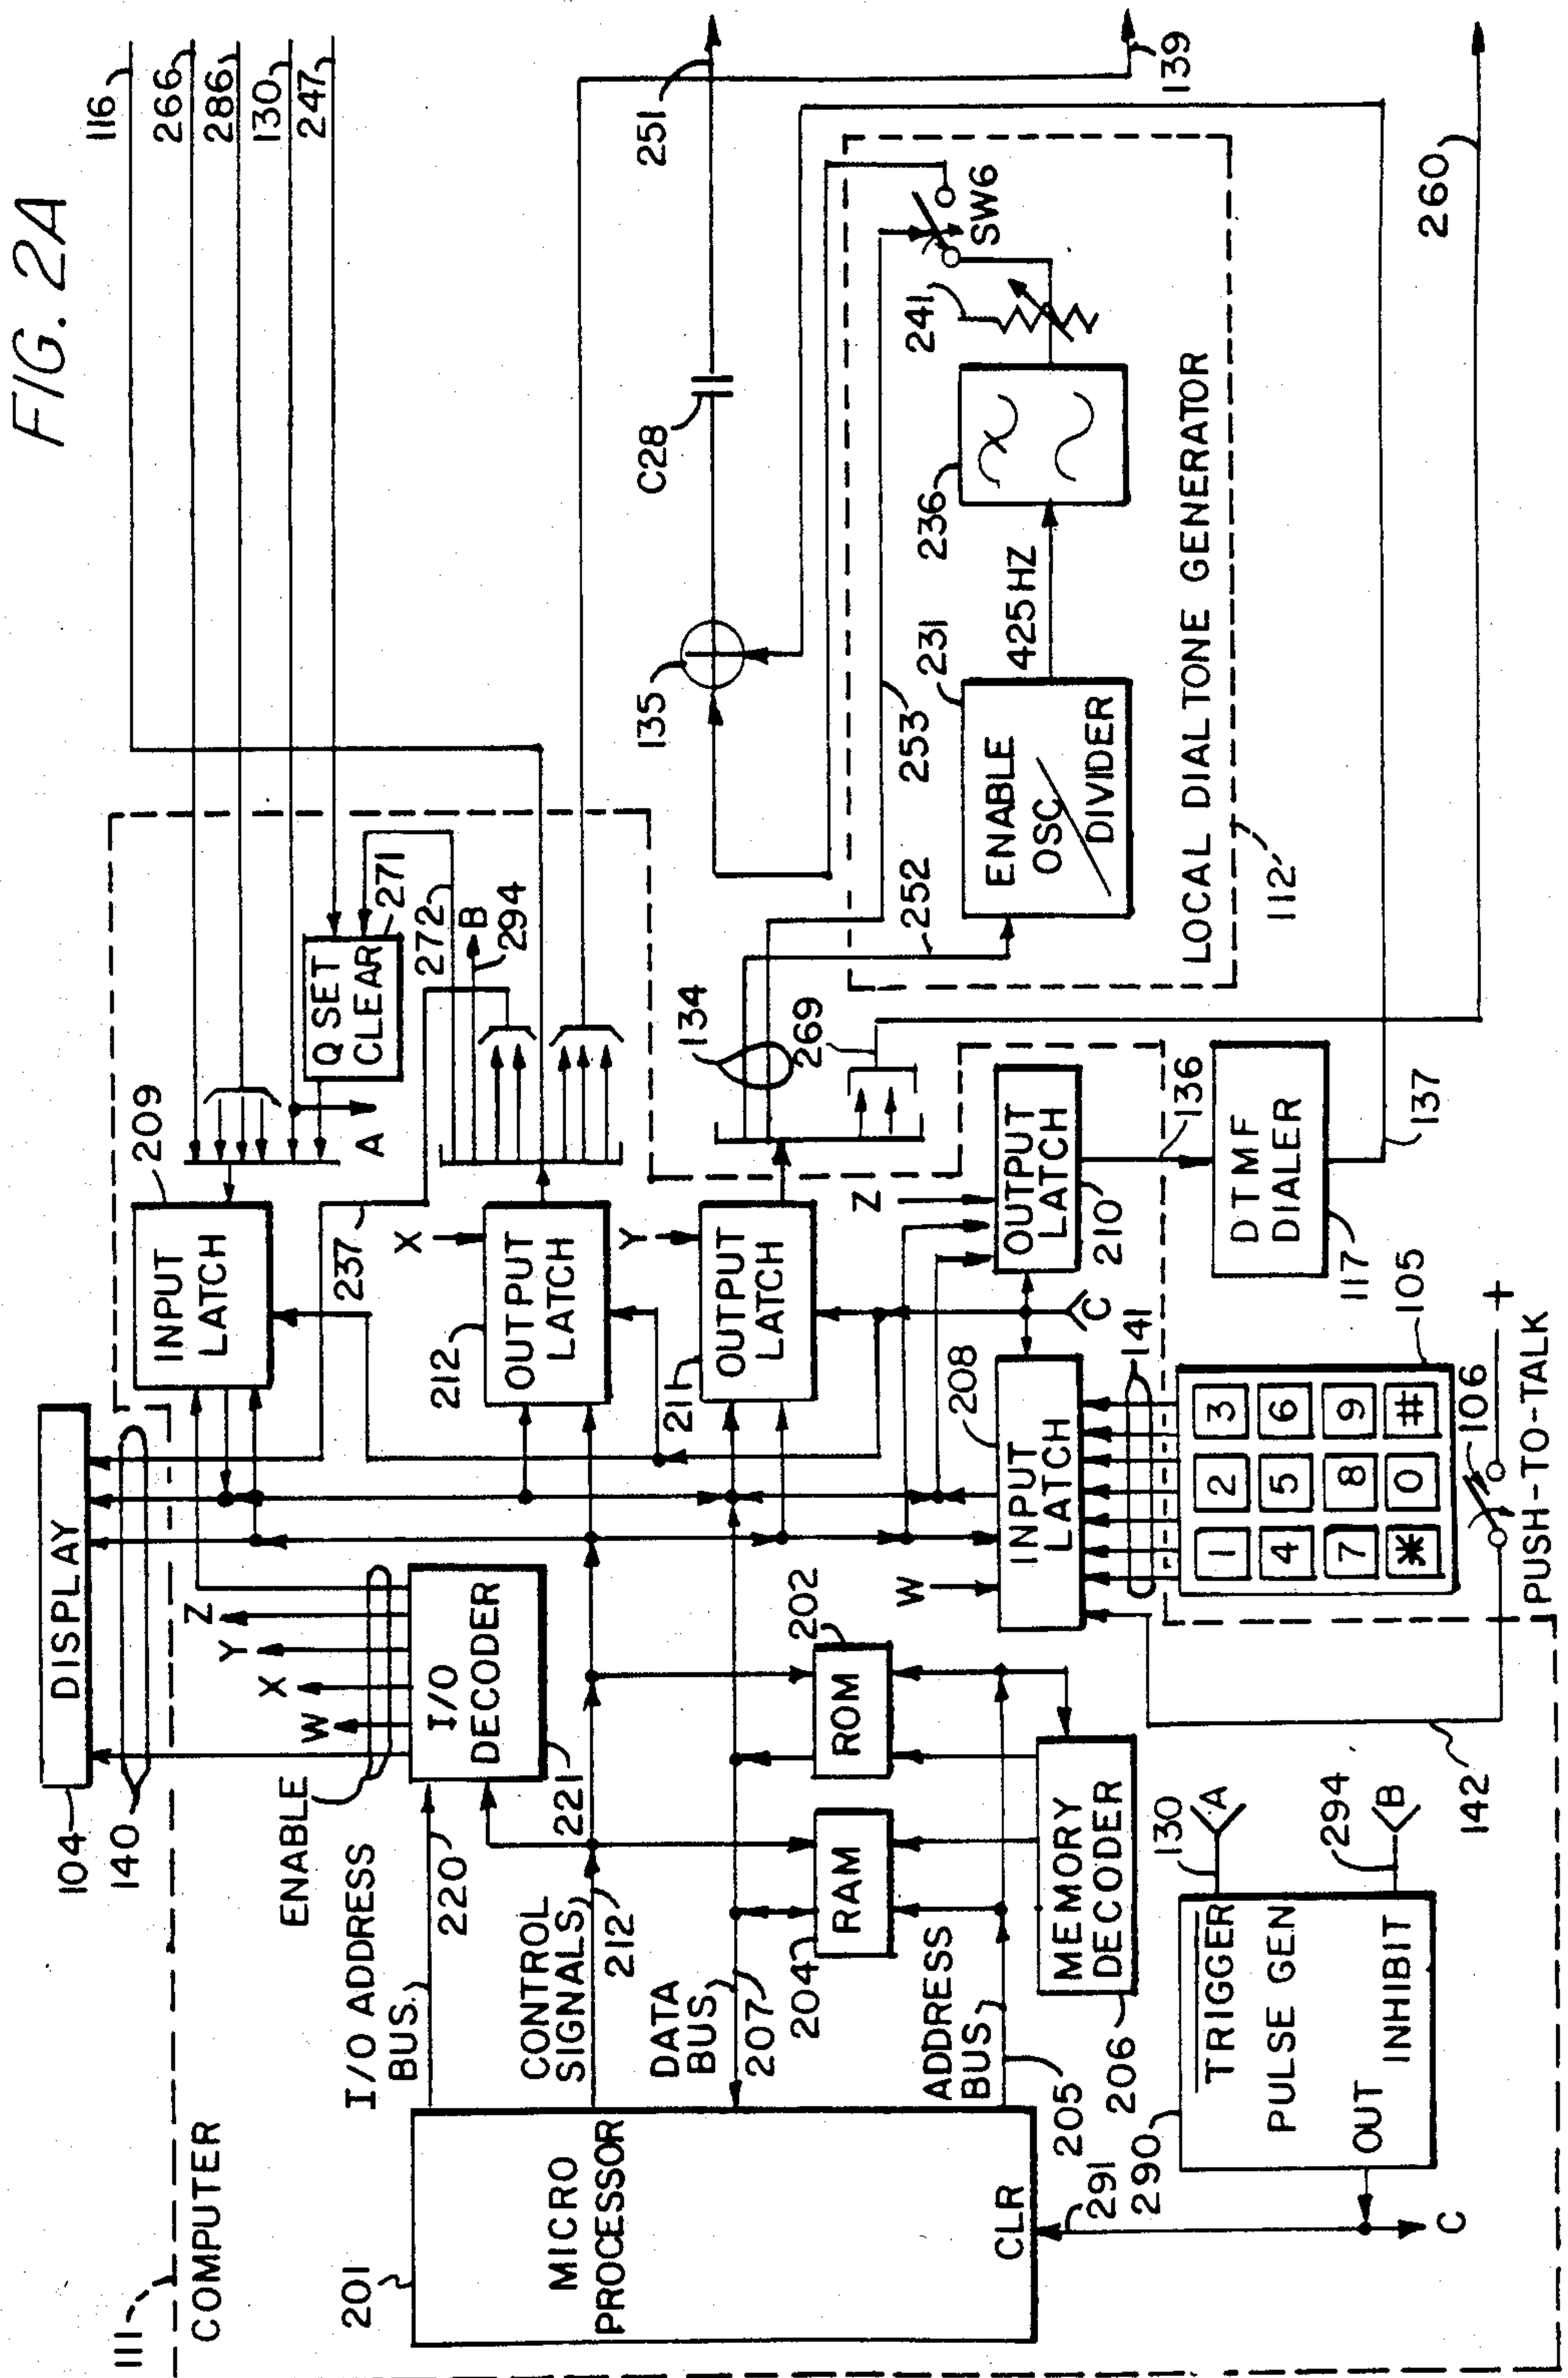 FIG. 2A
116
266
286
130
247
251
139
260
C28
135
SW6
241
236
231
425 HZ
253
252
ENABLE
OSC/
DIVIDER
LOCAL DIALTONE GENERATOR
112
209
INPUT
LATCH
A
Q SET
CLEAR
271
272
B
294
237
X
212
OUTPUT
LATCH
Y
211
OUTPUT
LATCH
134
269
Z
OUTPUT
LATCH
210
136
DTMF
DIALER
117
137
C
208
INPUT
LATCH
W
141
105
1 2 3
4 5 6
7 8 9
* 0 #
106
+
PUSH-TO-TALK
142
DISPLAY
104
140
ENABLE
W
X
Y
Z
I/O
DECODER
221
I/O ADDRESS
BUS
220
CONTROL
SIGNALS
212
DATA
BUS
207
202
ROM
204
RAM
ADDRESS
BUS
205
MEMORY
DECODER
206
111
COMPUTER
201
MICRO
PROCESSOR
CLR
291
290
TRIGGER
PULSE GEN
OUT
INHIBIT
130
A
294
B
C